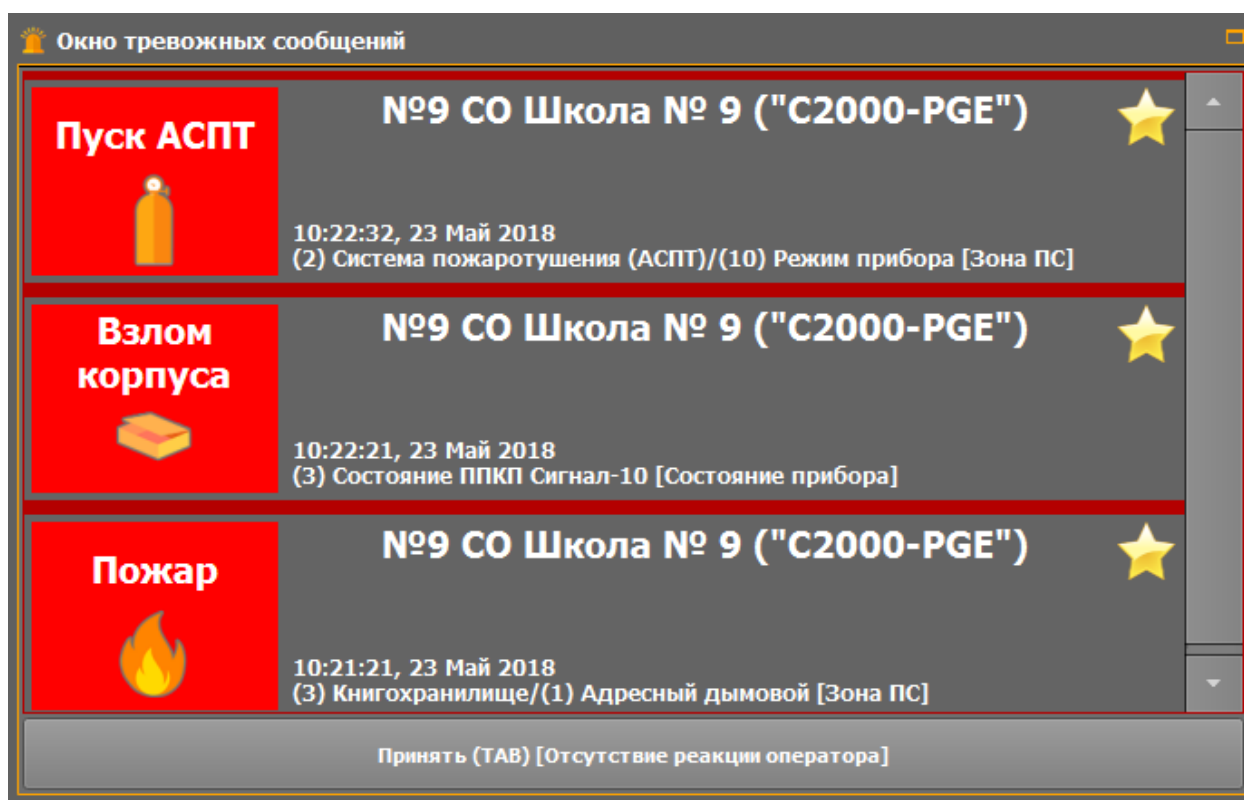 Окно тревожных сообщений
Пуск АСПТ
№9 СО Школа № 9 ("С2000-PGE")
10:22:32, 23 Май 2018
(2) Система пожаротушения (АСПТ)/(10) Режим прибора [Зона ПС]
Взлом
корпуса
№9 СО Школа № 9 ("С2000-PGE")
10:22:21, 23 Май 2018
(3) Состояние ППКП Сигнал-10 [Состояние прибора]
Пожар
№9 СО Школа № 9 ("С2000-PGE")
10:21:21, 23 Май 2018
(3) Книгохранилище/(1) Адресный дымовой [Зона ПС]
Принять (TAB) [Отсутствие реакции оператора]